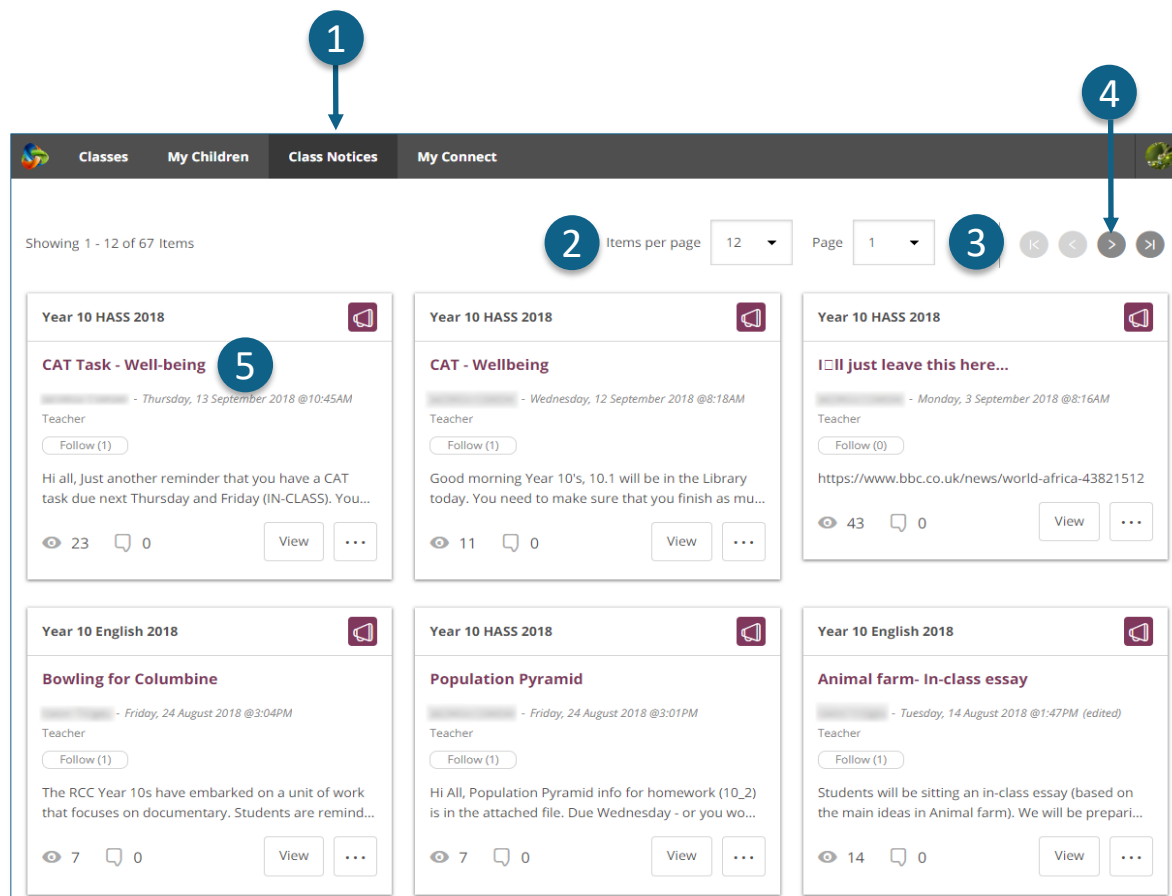 1
4
Classes My Children Class Notices My Connect
Showing 1 - 12 of 67 Items 2 Items per page 12 Page 1 3
Year 10 HASS 2018
CAT Task - Well-being 5
- Thursday, 13 September 2018 @10:45AM
Teacher
Follow (1)
Hi all, Just another reminder that you have a CAT
task due next Thursday and Friday (IN-CLASS). You...
23 0 View ...
Year 10 HASS 2018
CAT - Wellbeing
- Wednesday, 12 September 2018 @8:18AM
Teacher
Follow (1)
Good morning Year 10's, 10.1 will be in the Library
today. You need to make sure that you finish as mu...
11 0 View ...
Year 10 HASS 2018
I□ll just leave this here...
- Monday, 3 September 2018 @8:16AM
Teacher
Follow (0)
https://www.bbc.co.uk/news/world-africa-43821512
43 0 View ...
Year 10 English 2018
Bowling for Columbine
- Friday, 24 August 2018 @3:04PM
Teacher
Follow (1)
The RCC Year 10s have embarked on a unit of work
that focuses on documentary. Students are remind...
7 0 View ...
Year 10 HASS 2018
Population Pyramid
- Friday, 24 August 2018 @3:01PM
Teacher
Follow (1)
Hi All, Population Pyramid info for homework (10_2)
is in the attached file. Due Wednesday - or you wo...
7 0 View ...
Year 10 English 2018
Animal farm- In-class essay
- Tuesday, 14 August 2018 @1:47PM (edited)
Teacher
Follow (1)
Students will be sitting an in-class essay (based on
the main ideas in Animal farm). We will be prepari...
14 0 View ...